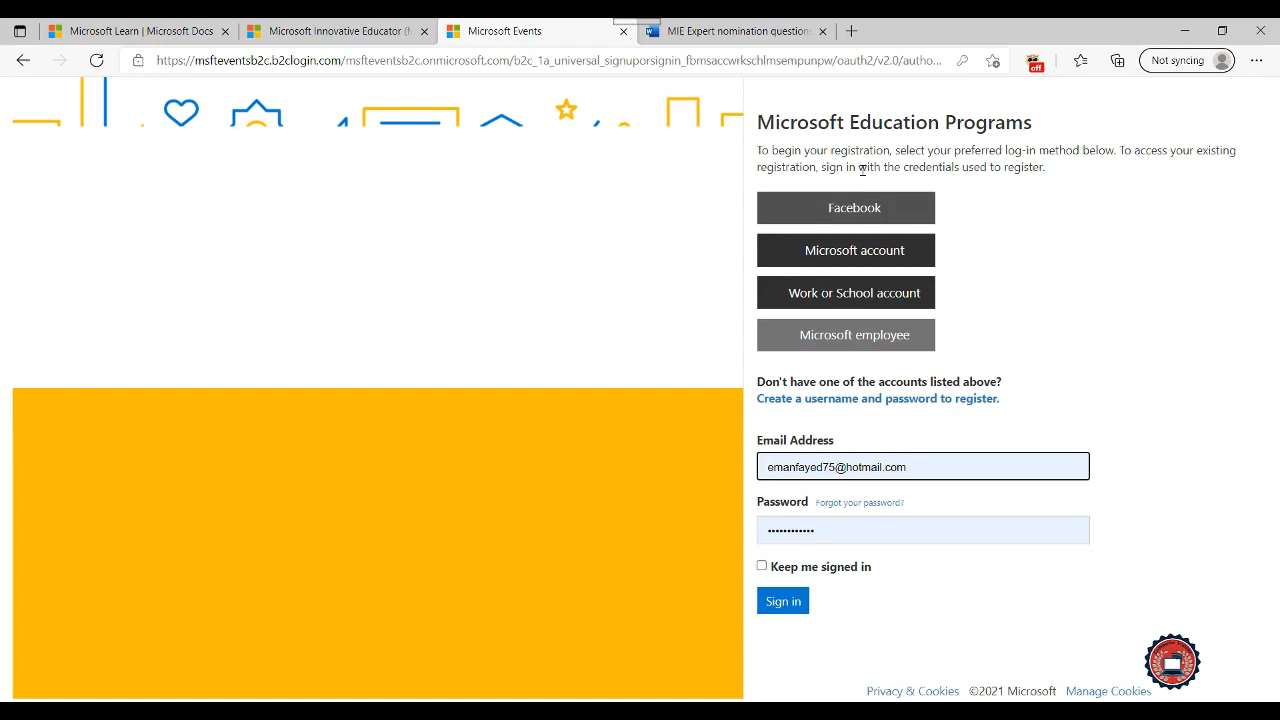 Microsoft Learn | Microsoft Docs
Microsoft Innovative Educator (M
Microsoft Events
MIE Expert nomination question
https://msfteventsb2c.b2clogin.com/msfteventsb2c.onmicrosoft.com/b2c_1a_universal_signuporsignin_fbmsaccwrkschlmsempunpw/oauth2/v2.0/autho...
off
Not syncing
Microsoft Education Programs
To begin your registration, select your preferred log-in method below. To access your existing
registration, sign in with the credentials used to register.
Facebook
Microsoft account
Work or School account
Microsoft employee
Don't have one of the accounts listed above?
Create a username and password to register.
Email Address
emanfayed75@hotmail.com
Password Forgot your password?
••••••••••••
Keep me signed in
Sign in
Privacy & Cookies ©2021 Microsoft Manage Cookies